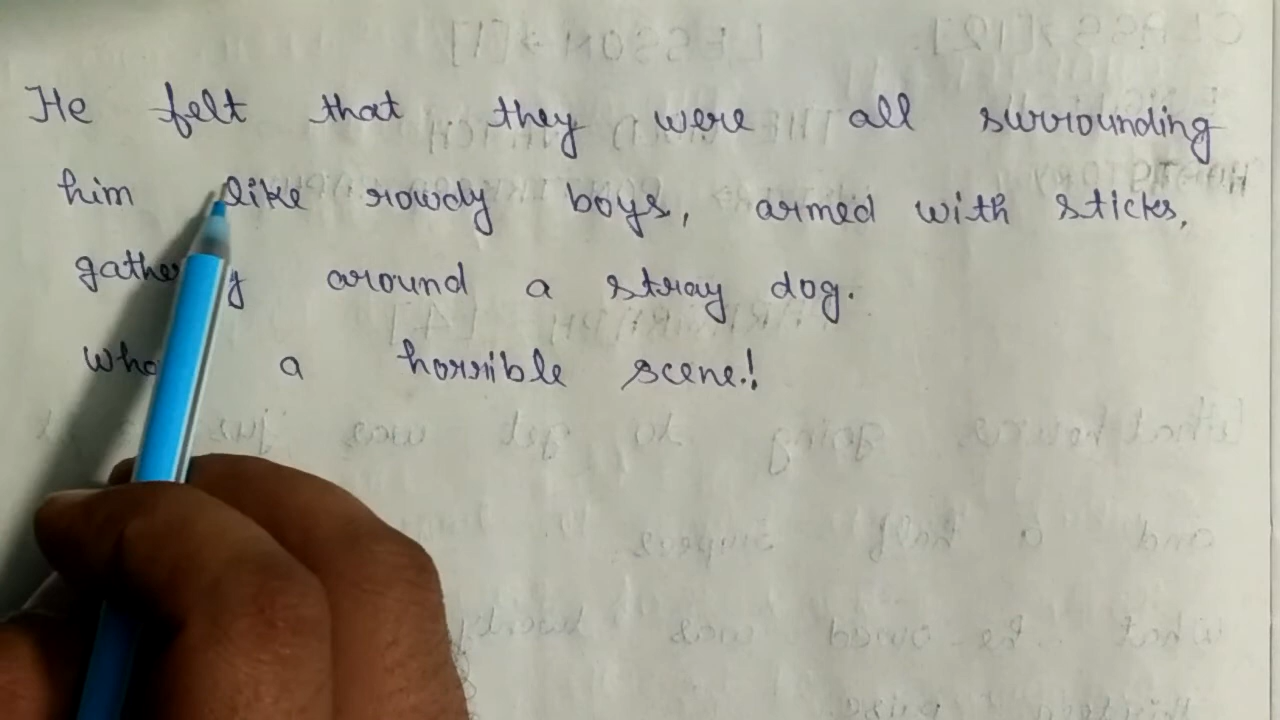 He felt that they were all surrounding
him like rowdy boys, armed with sticks,
around a stray dog.
a horrible scene!